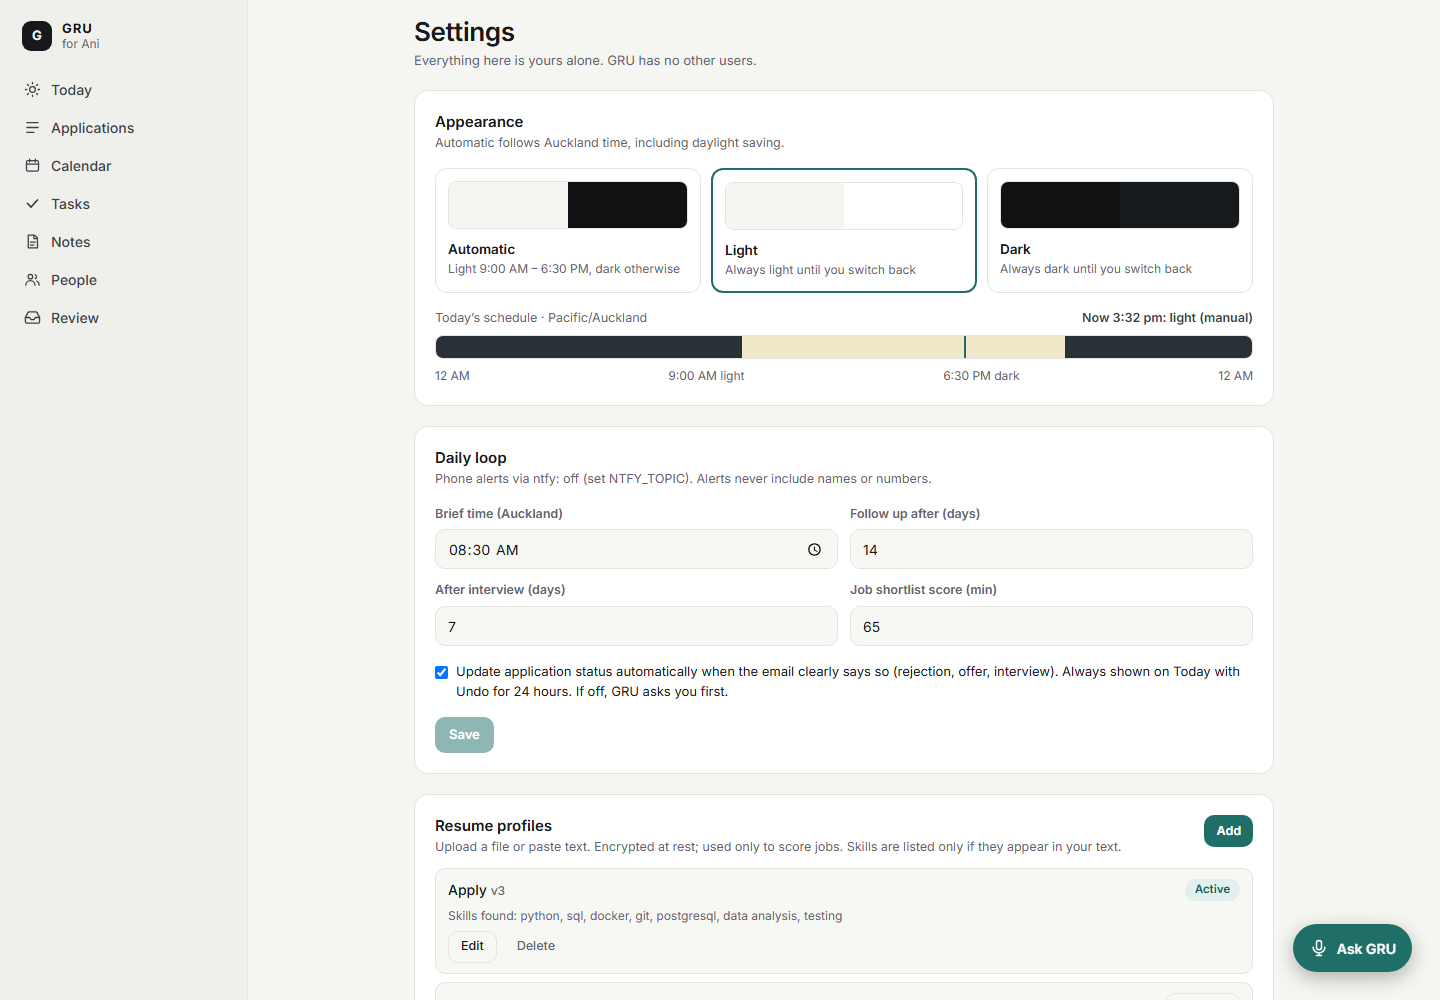 G
GRU
for Ani
Today
Applications
Calendar
Tasks
Notes
People
Review
Settings
Everything here is yours alone. GRU has no other users.
Appearance
Automatic follows Auckland time, including daylight saving.
Automatic
Light 9:00 AM – 6:30 PM, dark otherwise
Light
Always light until you switch back
Dark
Always dark until you switch back
Today’s schedule · Pacific/Auckland
Now 3:32 pm: light (manual)
12 AM
9:00 AM light
6:30 PM dark
12 AM
Daily loop
Phone alerts via ntfy: off (set NTFY_TOPIC). Alerts never include names or numbers.
Brief time (Auckland)
Follow up after (days)
08:30 AM
14
After interview (days)
Job shortlist score (min)
7
65
Update application status automatically when the email clearly says so (rejection, offer, interview). Always shown on Today with
Undo for 24 hours. If off, GRU asks you first.
Save
Resume profiles
Add
Upload a file or paste text. Encrypted at rest; used only to score jobs. Skills are listed only if they appear in your text.
Apply v3
Active
Skills found: python, sql, docker, git, postgresql, data analysis, testing
Edit
Delete
Ask GRU